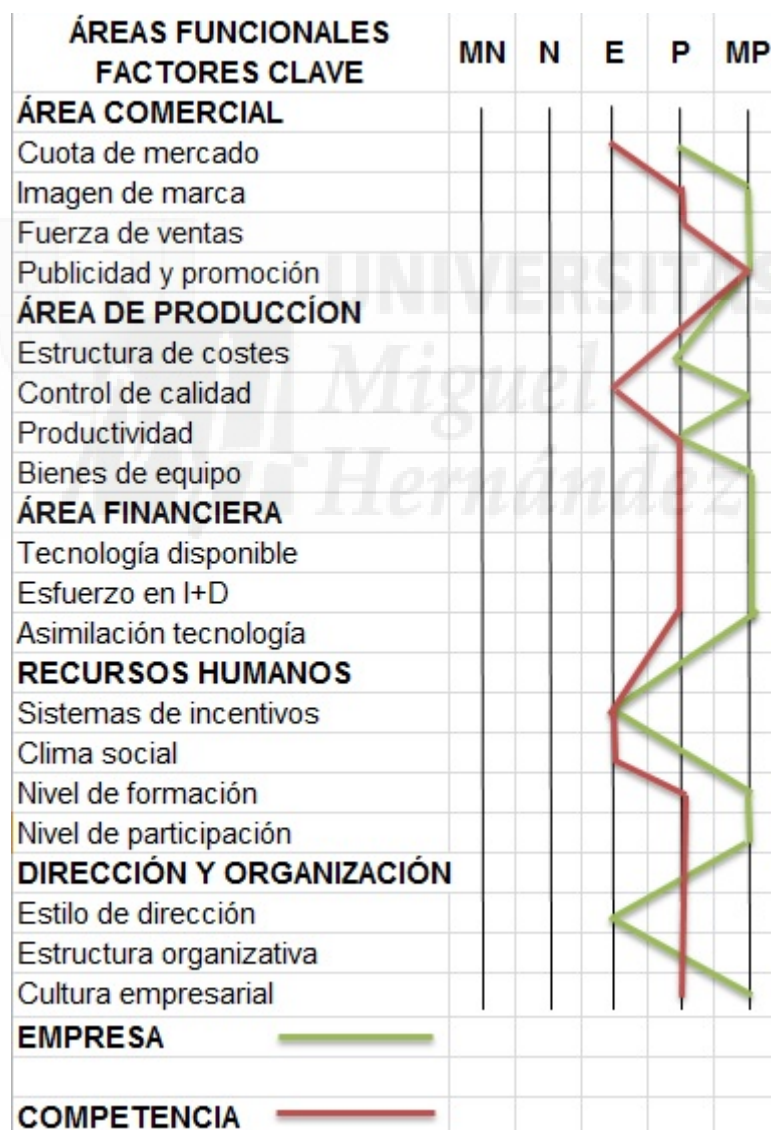 ÁREAS FUNCIONALES
FACTORES CLAVE
MN N E P MP
ÁREA COMERCIAL
Cuota de mercado
Imagen de marca
Fuerza de ventas
Publicidad y promoción
ÁREA DE PRODUCCÍON
Estructura de costes
Control de calidad
Productividad
Bienes de equipo
ÁREA FINANCIERA
Tecnología disponible
Esfuerzo en I+D
Asimilación tecnología
RECURSOS HUMANOS
Sistemas de incentivos
Clima social
Nivel de formación
Nivel de participación
DIRECCIÓN Y ORGANIZACIÓN
Estilo de dirección
Estructura organizativa
Cultura empresarial
EMPRESA
COMPETENCIA
UNIVERSITAS
Miguel
Hernández